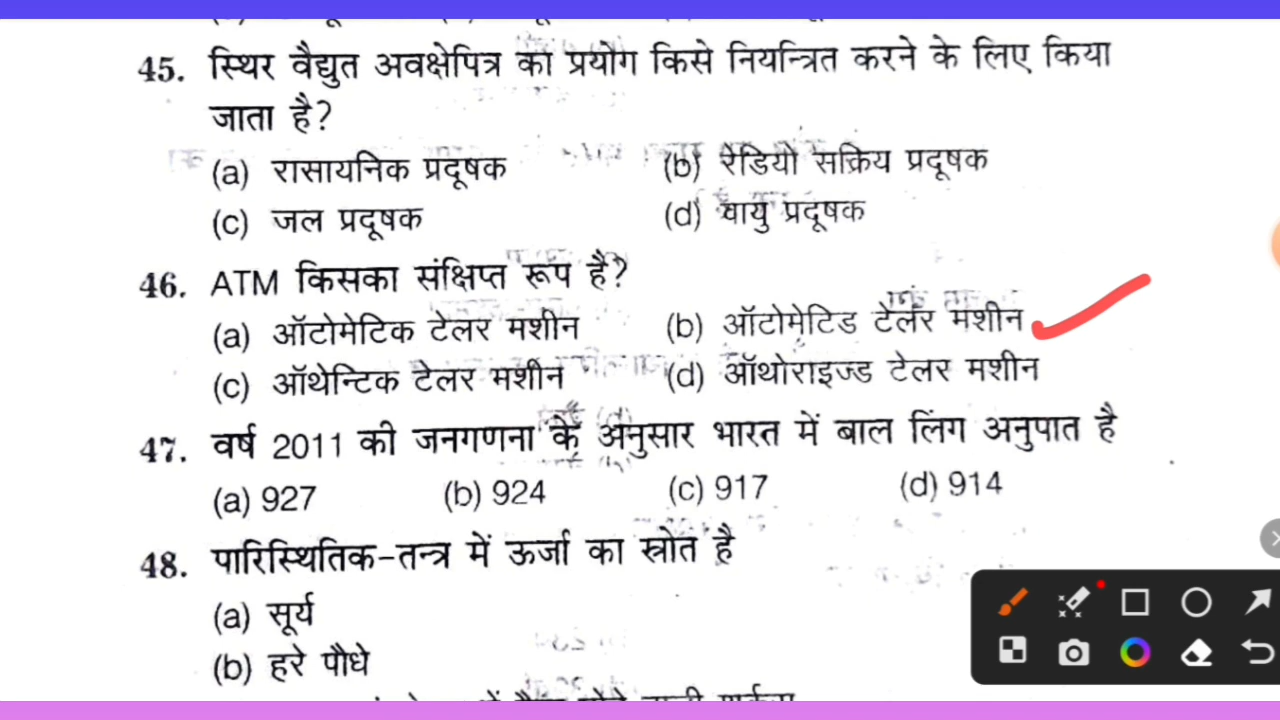 45. स्थिर वैद्युत अवक्षेपित्र का प्रयोग किसे नियन्त्रित करने के लिए किया
जाता है?
(a) रासायनिक प्रदूषक (b) रेडियो सक्रिय प्रदूषक
(c) जल प्रदूषक (d) वायु प्रदूषक
46. ATM किसका संक्षिप्त रूप है?
(a) ऑटोमेटिक टेलर मशीन (b) ऑटोमेटिड टेलर मशीन
(c) ऑथेन्टिक टेलर मशीन (d) ऑथोराइज्ड टेलर मशीन
47. वर्ष 2011 की जनगणना के अनुसार भारत में बाल लिंग अनुपात है
(a) 927 (b) 924 (c) 917 (d) 914
48. पारिस्थितिक-तन्त्र में ऊर्जा का स्रोत है
(a) सूर्य
(b) हरे पौधे